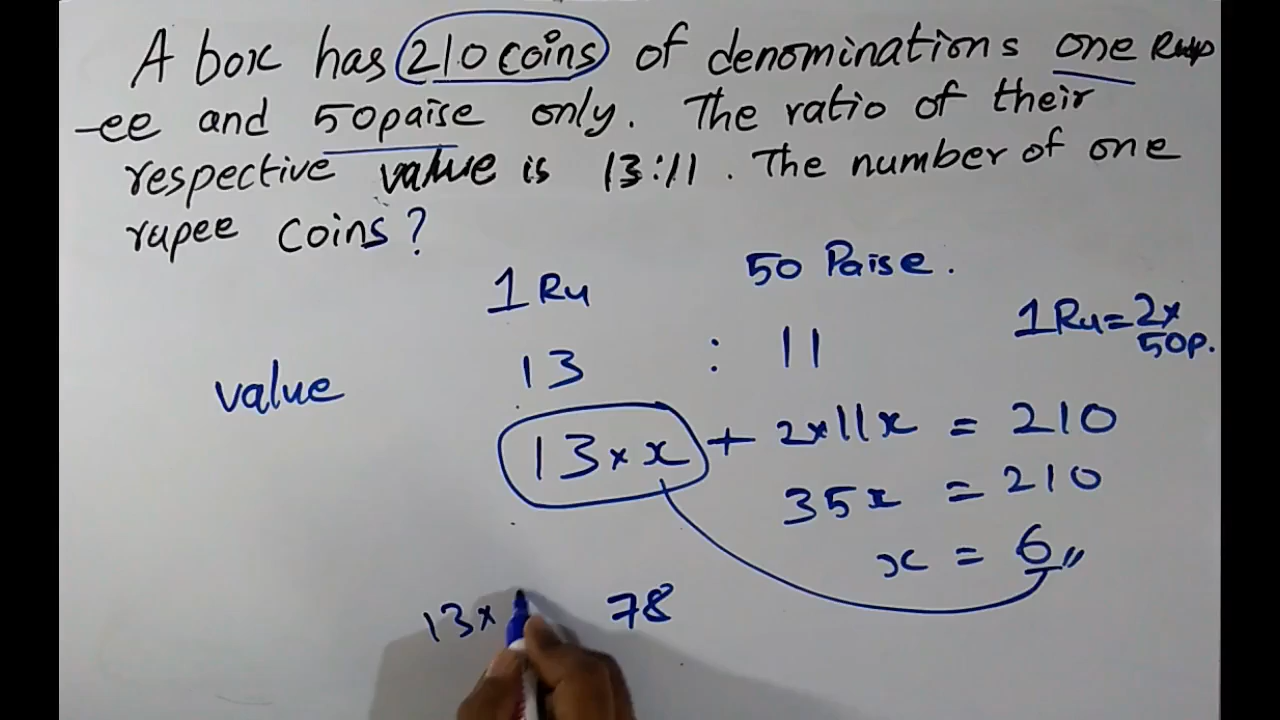 A box has 210 coins of denominations one Rup
-ee and 50paise only. The ratio of their
respective value is 13:11. The number of one
rupee coins?
1 Ru 50 Paise.
1 Ru = 2x
50p.
value 13 : 11
13 × x + 2×11x = 210
35x = 210
x = 6
13× 78